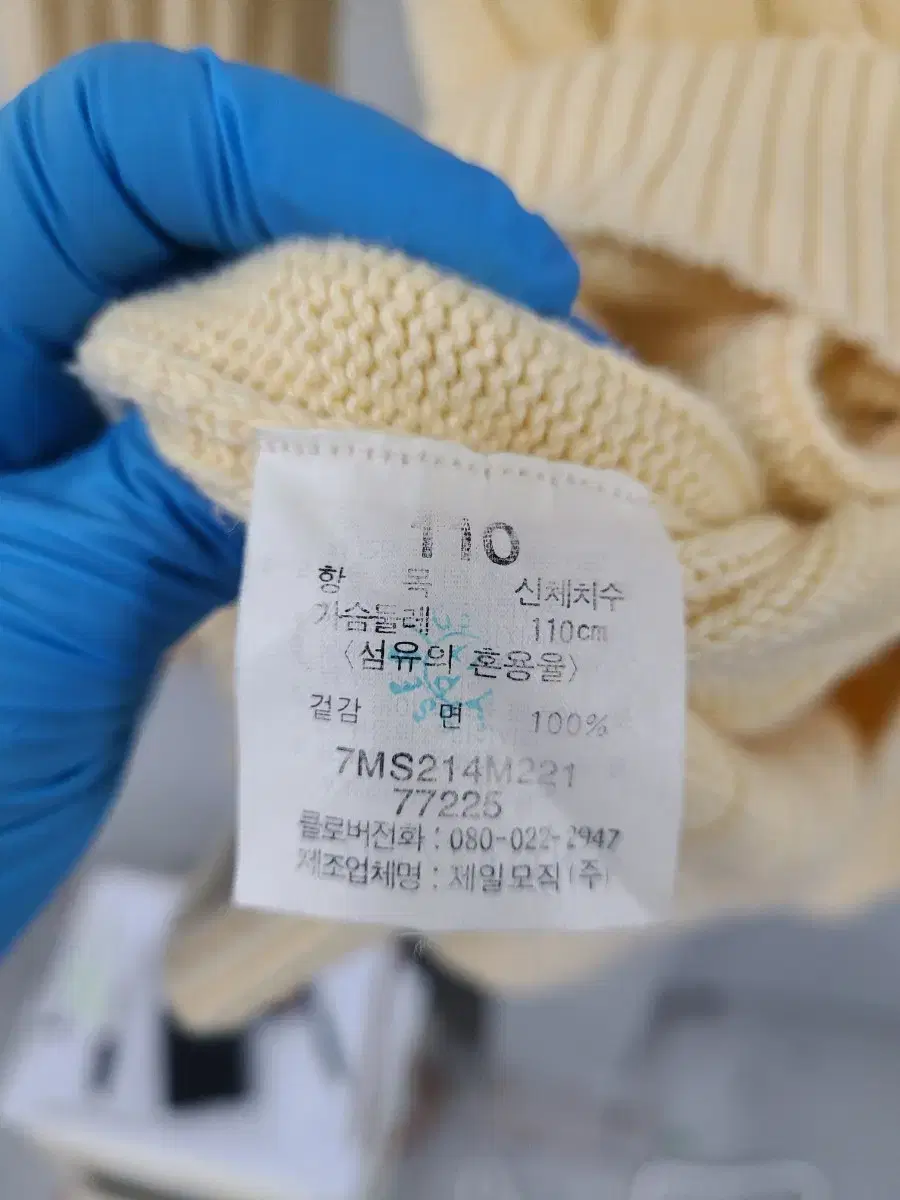 110
항 목 신체치수
가슴둘레 110cm
〈섬유의 혼용율〉
겉감 면 100%
7MS214M221
77225
클로버전화 : 080-022-2947
제조업체명 : 제일모직(주)